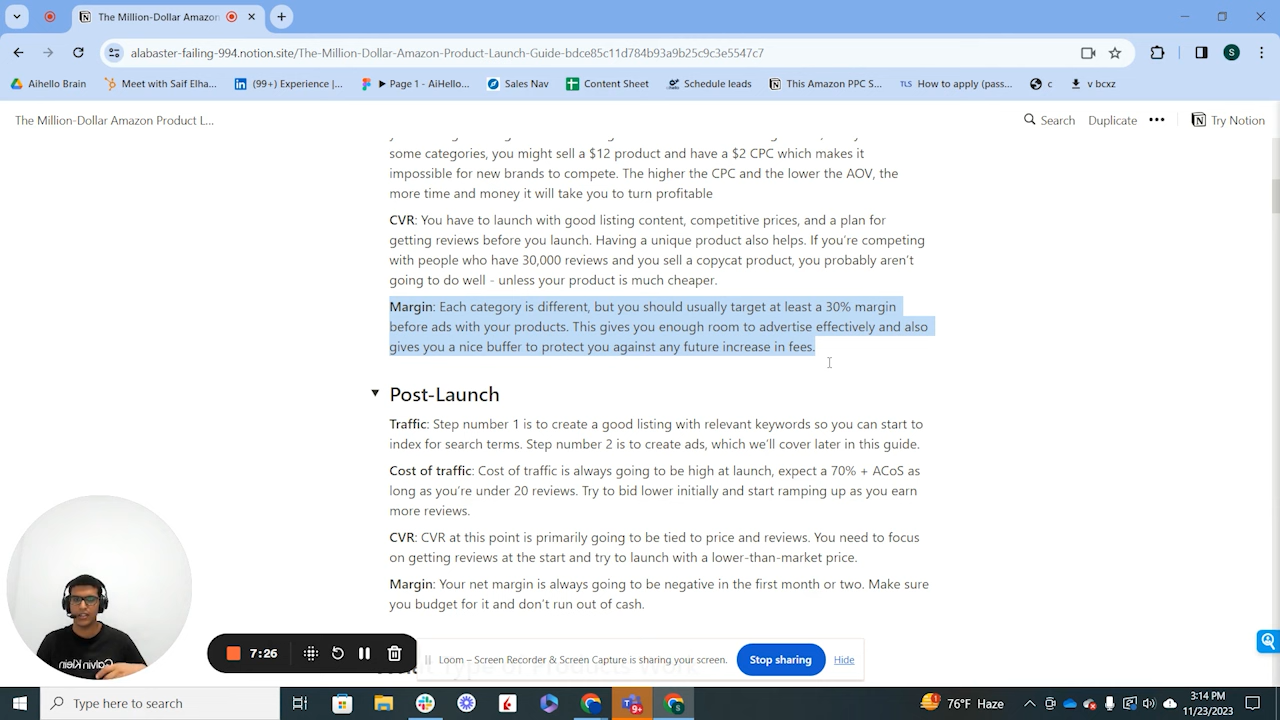 The Million-Dollar Amazon Prod
alabaster-failing-994.notion.site/The-Million-Dollar-Amazon-Product-Launch-Guide-bdce85c11d784b93a9b25c9c3e5547c7
S
Aihello Brain
Meet with Saif Elha...
(99+) Experience |...
▶ Page 1 - AiHello...
Sales Nav
Content Sheet
Schedule leads
This Amazon PPC S...
TLS How to apply (pass...
c
v bcxz
The Million-Dollar Amazon Product L...
Search
Duplicate
Try Notion
some categories, you might sell a $12 product and have a $2 CPC which makes it
impossible for new brands to compete. The higher the CPC and the lower the AOV, the
more time and money it will take you to turn profitable
CVR: You have to launch with good listing content, competitive prices, and a plan for
getting reviews before you launch. Having a unique product also helps. If you're competing
with people who have 30,000 reviews and you sell a copycat product, you probably aren't
going to do well - unless your product is much cheaper.
Margin: Each category is different, but you should usually target at least a 30% margin
before ads with your products. This gives you enough room to advertise effectively and also
gives you a nice buffer to protect you against any future increase in fees.
Post-Launch
Traffic: Step number 1 is to create a good listing with relevant keywords so you can start to
index for search terms. Step number 2 is to create ads, which we'll cover later in this guide.
Cost of traffic: Cost of traffic is always going to be high at launch, expect a 70% + ACoS as
long as you're under 20 reviews. Try to bid lower initially and start ramping up as you earn
more reviews.
CVR: CVR at this point is primarily going to be tied to price and reviews. You need to focus
on getting reviews at the start and try to launch with a lower-than-market price.
Margin: Your net margin is always going to be negative in the first month or two. Make sure
you budget for it and don't run out of cash.
Calvin Klein
7:26
Loom – Screen Recorder & Screen Capture is sharing your screen.
Stop sharing
Hide
Type here to search
9+
S
76°F Haze
3:14 PM
11/23/2023